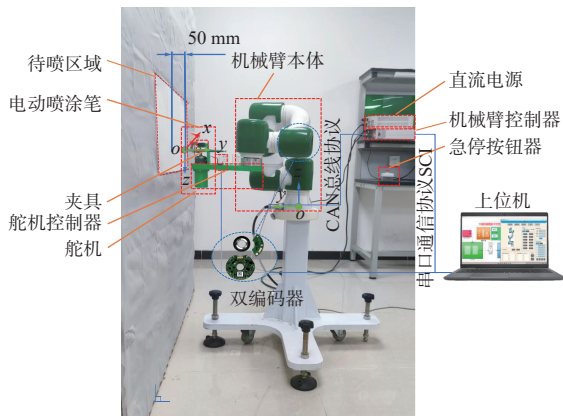 50 mm
待喷区域
机械臂本体
直流电源
电动喷涂笔
x
机械臂控制器
o
y
急停按钮器
z
夹具
y
上位机
舵机控制器
o
舵机
CAN总线协议
串口通信协议SCI
双编码器